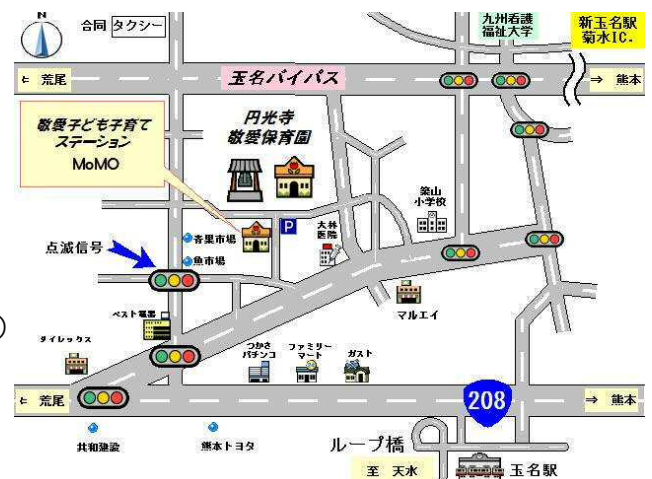 N
合同 タクシー
九州看護
福祉大学
新玉名駅
菊水IC.
⇐ 荒尾
玉名バイパス
⇒ 熊本
敬愛子ども子育て
ステーション
MoMO
円光寺
敬愛保育園
築山
小学校
P
大林
医院
青果市場
点滅信号
魚市場
マルエイ
ベスト電器
ダイレックス
つかさ
パチンコ
ファミリー
マート
ガスト
⇐ 荒尾
208
⇒ 熊本
共和建設
熊本トヨタ
ループ橋
至 天水
玉名駅